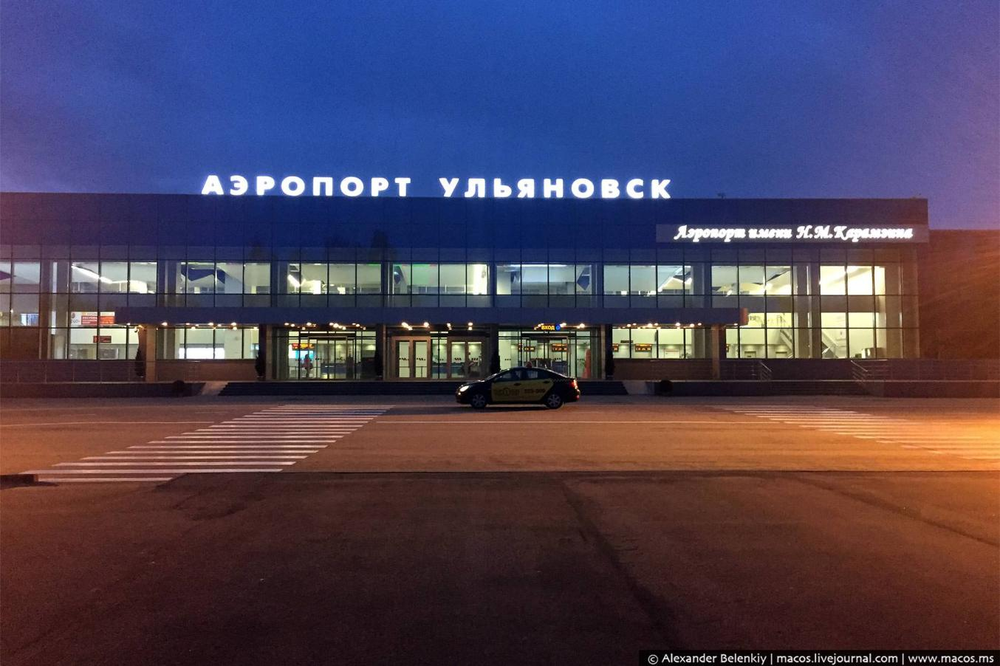 АЭРОПОРТ УЛЬЯНОВСК
Аэропорт имени Н.М.Карамзина
ВХОД
© Alexander Belenkiy | macos.livejournal.com | www.macos.ms